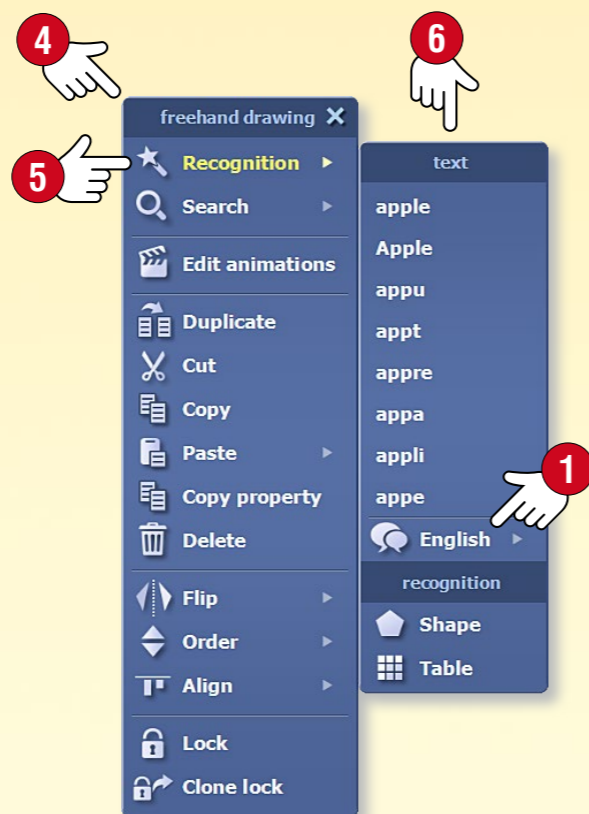 4
6
freehand drawing
5
Recognition
Search
Edit animations
Duplicate
Cut
Copy
Paste
Copy property
Delete
Flip
Order
Align
Lock
Clone lock
text
apple
Apple
appu
appt
appre
appa
appli
appe
1
English
recognition
Shape
Table